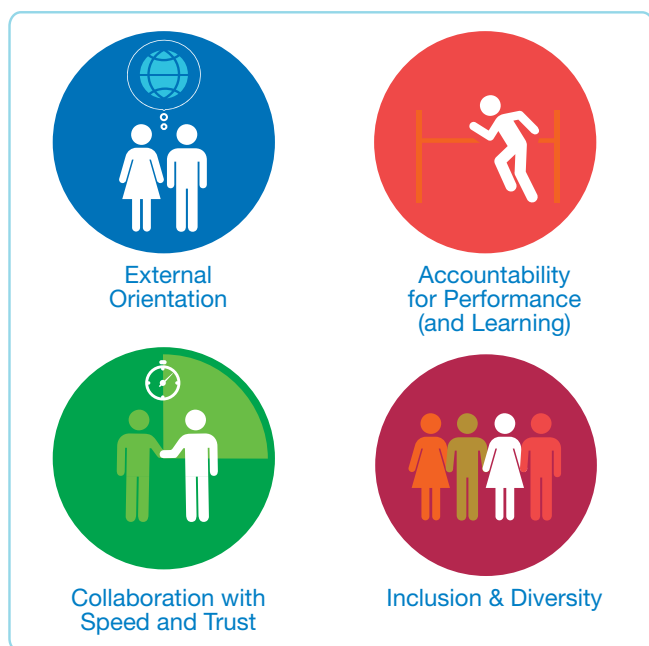 External
Orientation
Accountability
for Performance
(and Learning)
Collaboration with
Speed and Trust
Inclusion & Diversity